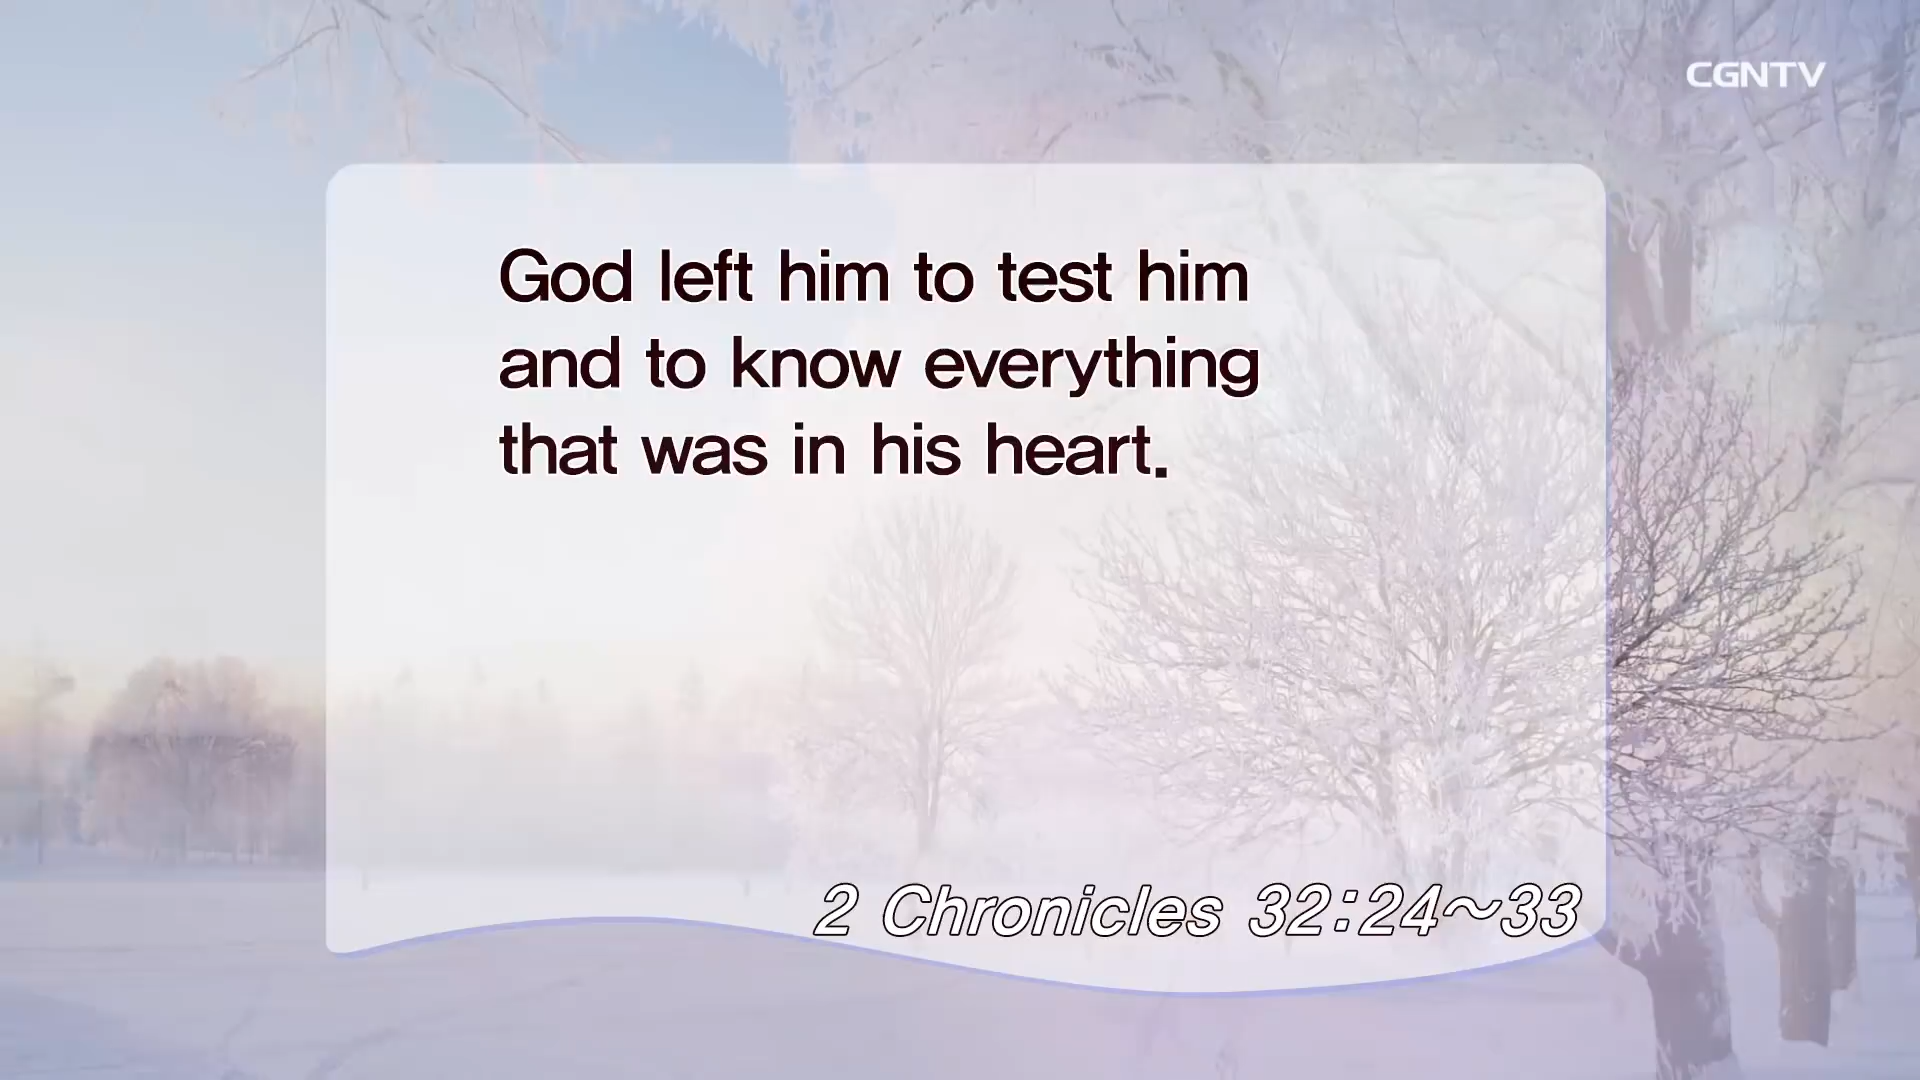 CGNTV
God left him to test him
and to know everything
that was in his heart.
2 Chronicles 32:24~33